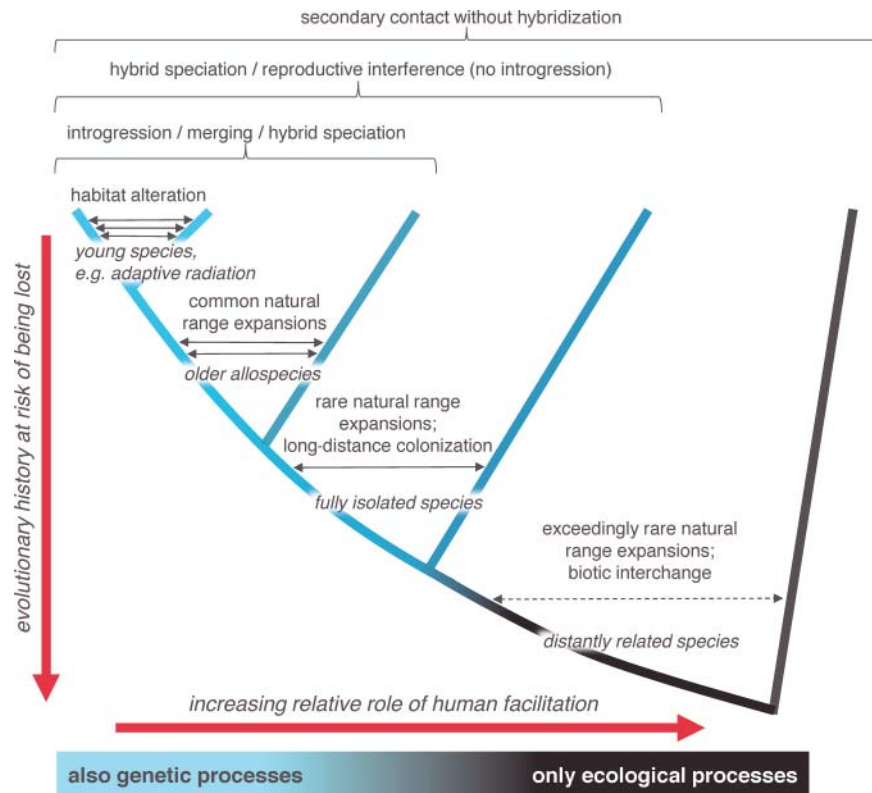 secondary contact without hybridization
hybrid speciation / reproductive interference (no introgression)
introgression / merging / hybrid speciation
habitat alteration
young species,
e.g. adaptive radiation
common natural
range expansions
older allospecies
rare natural range
expansions;
long-distance colonization
fully isolated species
exceedingly rare natural
range expansions;
biotic interchange
distantly related species
evolutionary history at risk of being lost
increasing relative role of human facilitation
also genetic processes
only ecological processes